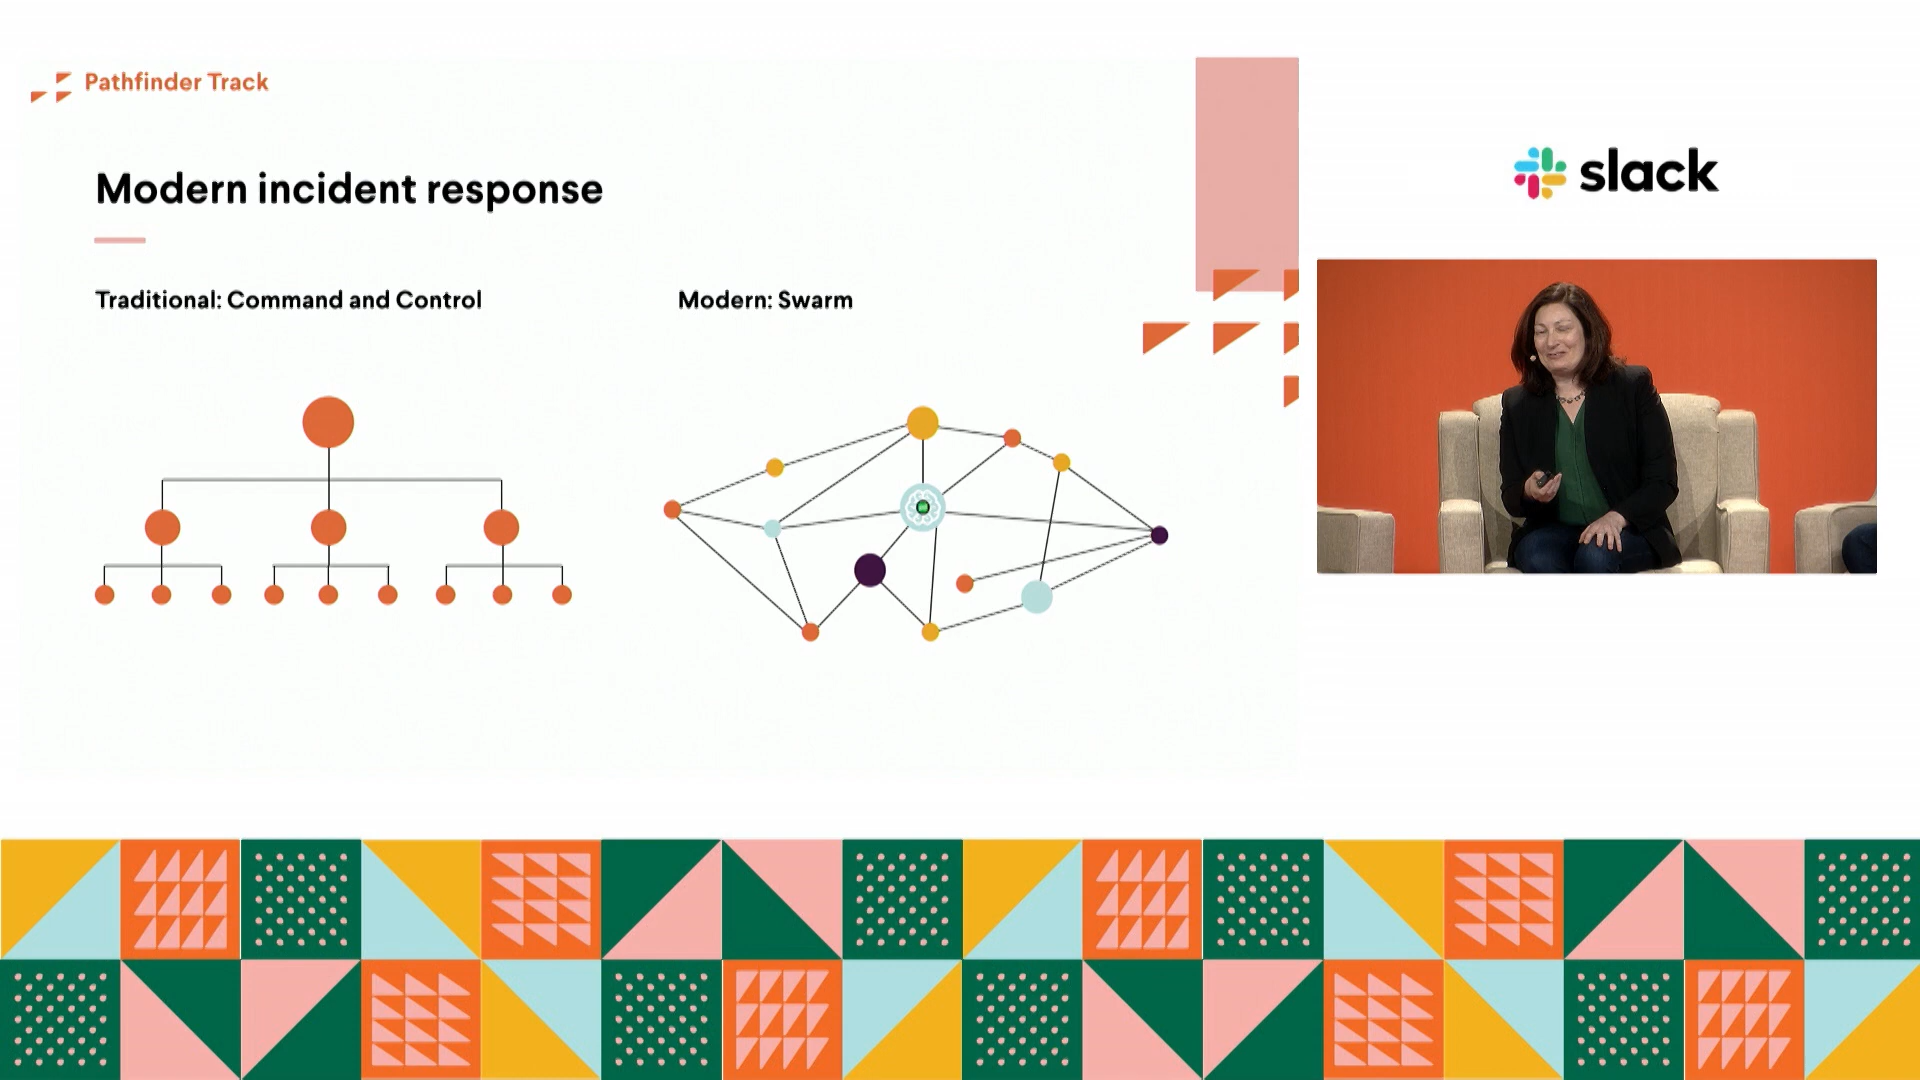 Pathfinder Track
Modern incident response
Traditional: Command and Control
Modern: Swarm
slack